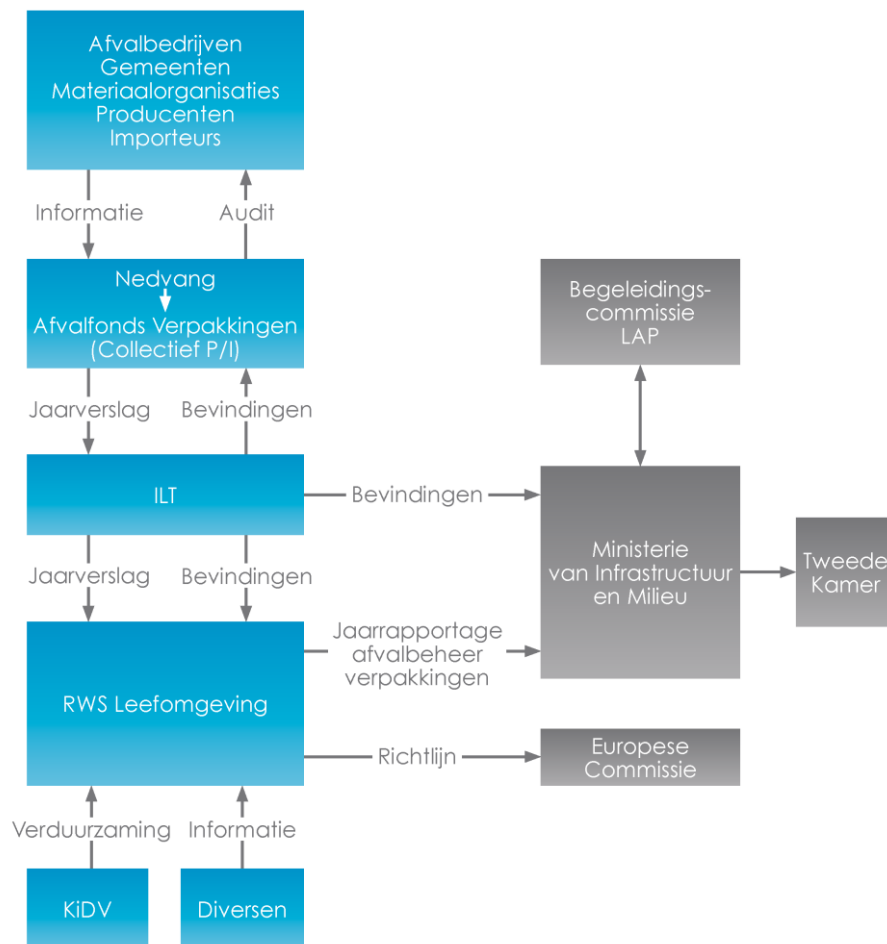 Afvalbedrijven
Gemeenten
Materiaalorganisaties
Producenten
Importeurs
Informatie
Audit
Nedvang
Afvalfonds Verpakkingen
(Collectief P/I)
Begeleidings-
commissie
LAP
Jaarverslag
Bevindingen
ILT
Bevindingen
Ministerie
van Infrastructuur
en Milieu
Tweede
Kamer
Jaarverslag
Bevindingen
RWS Leefomgeving
Jaarrapportage
afvalbeheer
verpakkingen
Richtlijn
Europese
Commissie
Verduurzaming
Informatie
KiDV
Diversen